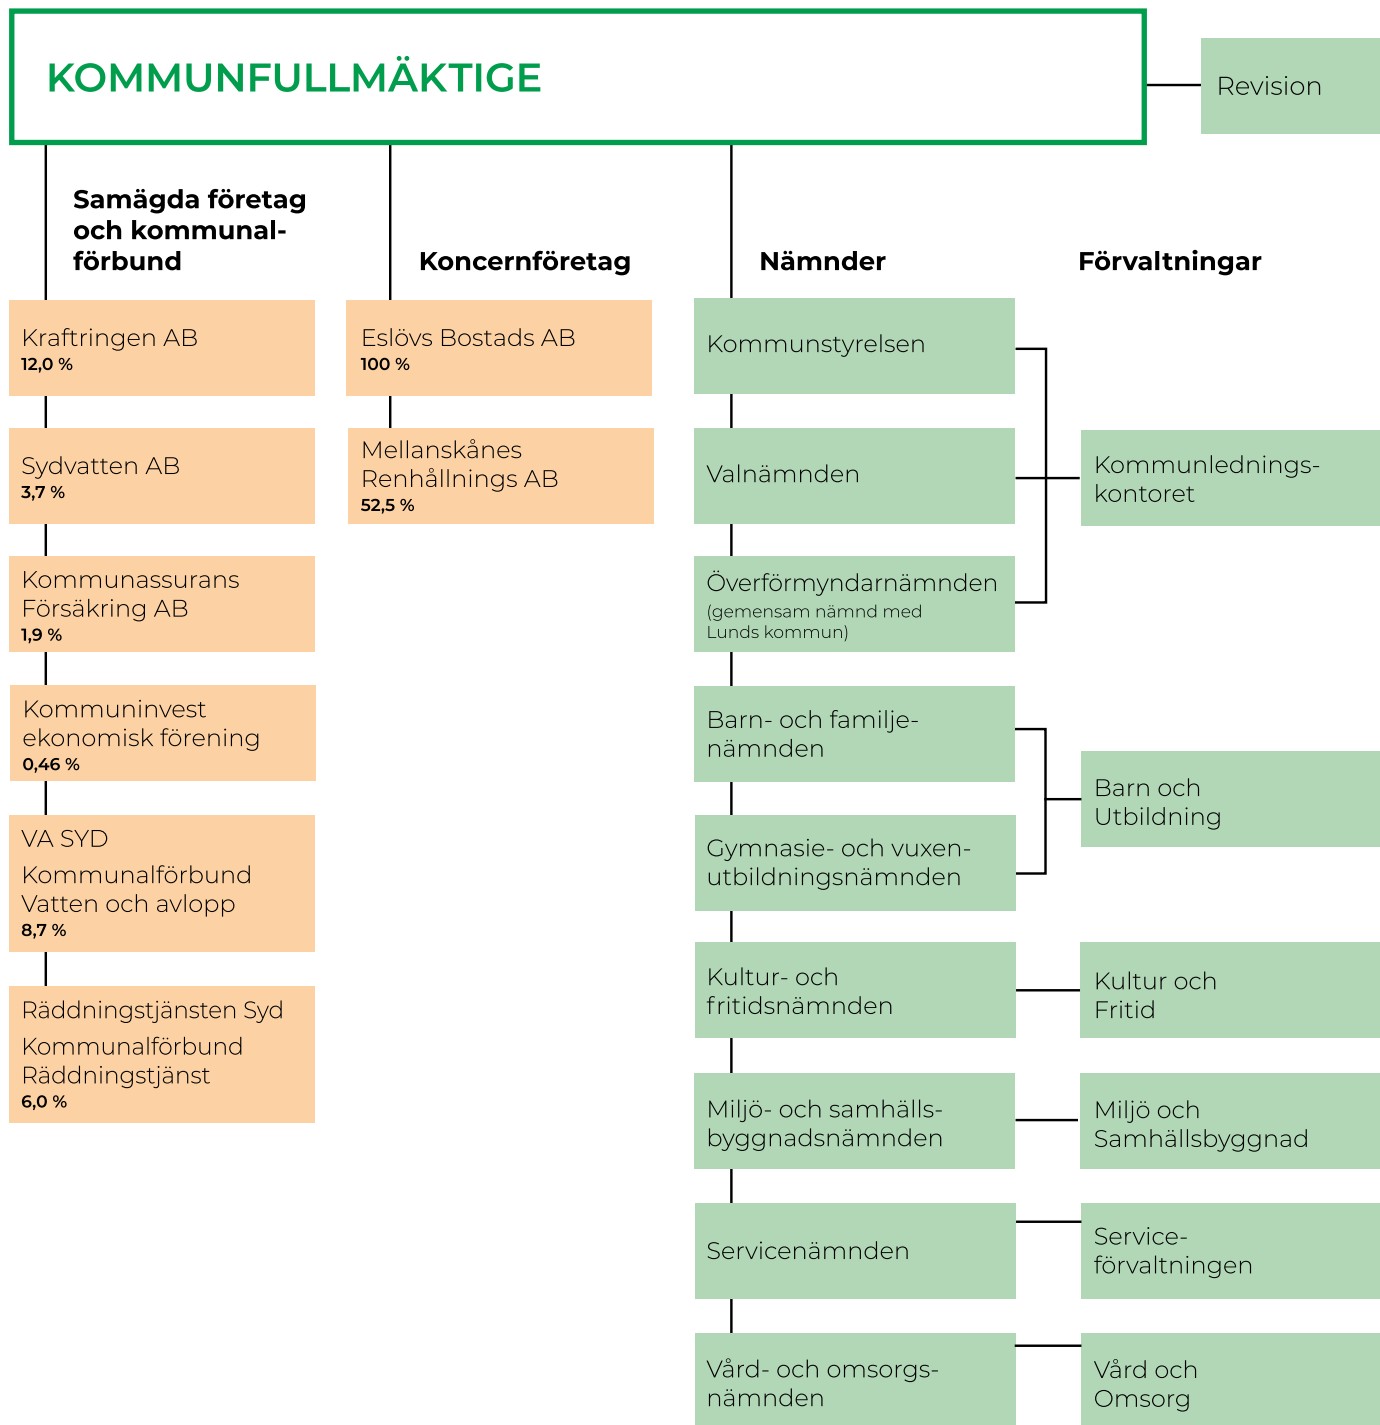 KOMMUNFULLMÄKTIGE
Revision
Samägda företag
och kommunal-
förbund
Kraftringen AB
12,0 %
Sydvatten AB
3,7 %
Kommunassurans
Försäkring AB
1,9 %
Kommuninvest
ekonomisk förening
0,46 %
VA SYD
Kommunalförbund
Vatten och avlopp
8,7 %
Räddningstjänsten Syd
Kommunalförbund
Räddningstjänst
6,0 %
Koncernföretag
Eslövs Bostads AB
100 %
Mellanskånes
Renhållnings AB
52,5 %
Nämnder
Kommunstyrelsen
Valnämnden
Överförmyndarnämnden
(gemensam nämnd med
Lunds kommun)
Barn- och familje-
nämnden
Gymnasie- och vuxen-
utbildningsnämnden
Kultur- och
fritidsnämnden
Miljö- och samhälls-
byggnadsnämnden
Servicenämnden
Vård- och omsorgs-
nämnden
Förvaltningar
Kommunlednings-
kontoret
Barn och
Utbildning
Kultur och
Fritid
Miljö och
Samhällsbyggnad
Service-
förvaltningen
Vård och
Omsorg